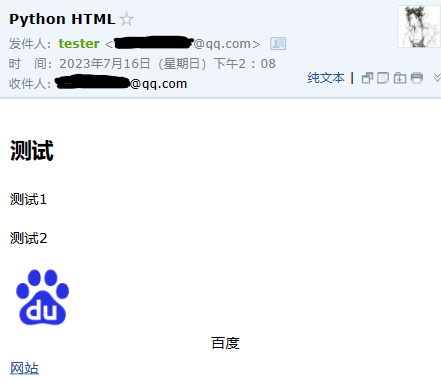 Python HTML
发件人：tester < @qq.com>
时 间：2023年7月16日（星期日）下午2：08
收件人： @qq.com
纯文本 |
测试
测试1
测试2
du
百度
网站